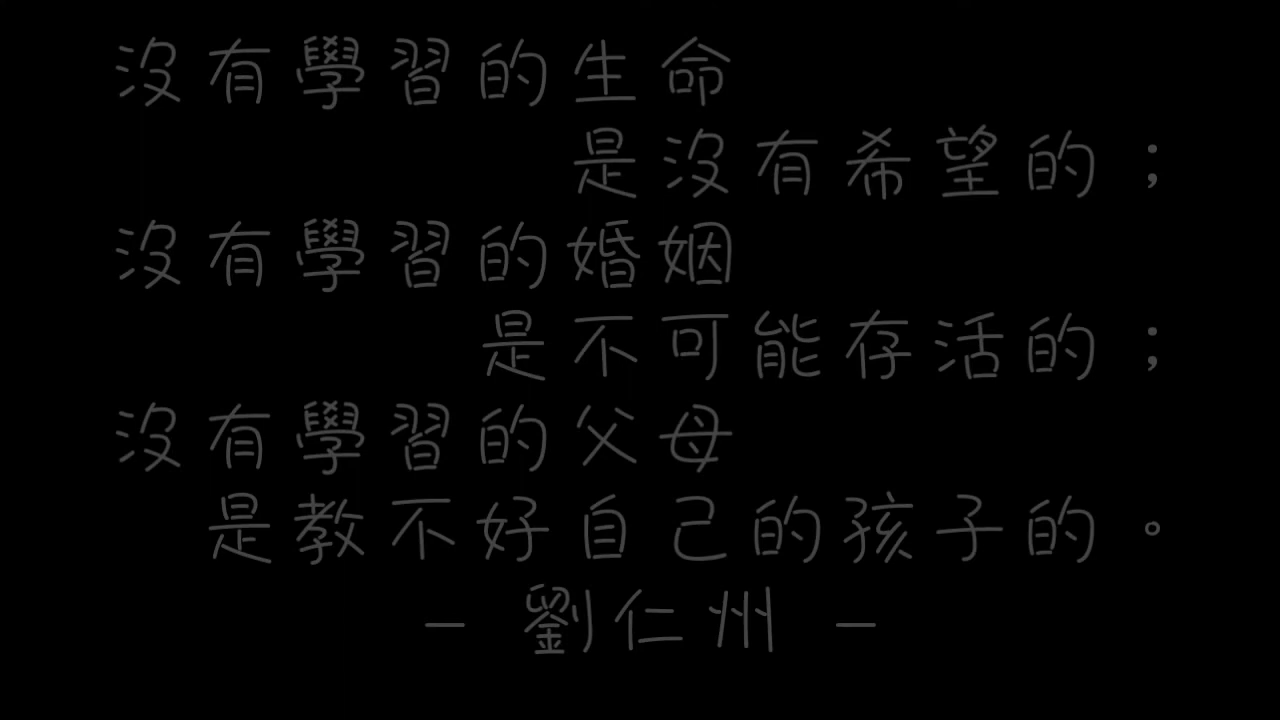 沒有學習的生命
是沒有希望的；
沒有學習的婚姻
是不可能存活的；
沒有學習的父母
是教不好自己的孩子的。
— 劉仁州 —